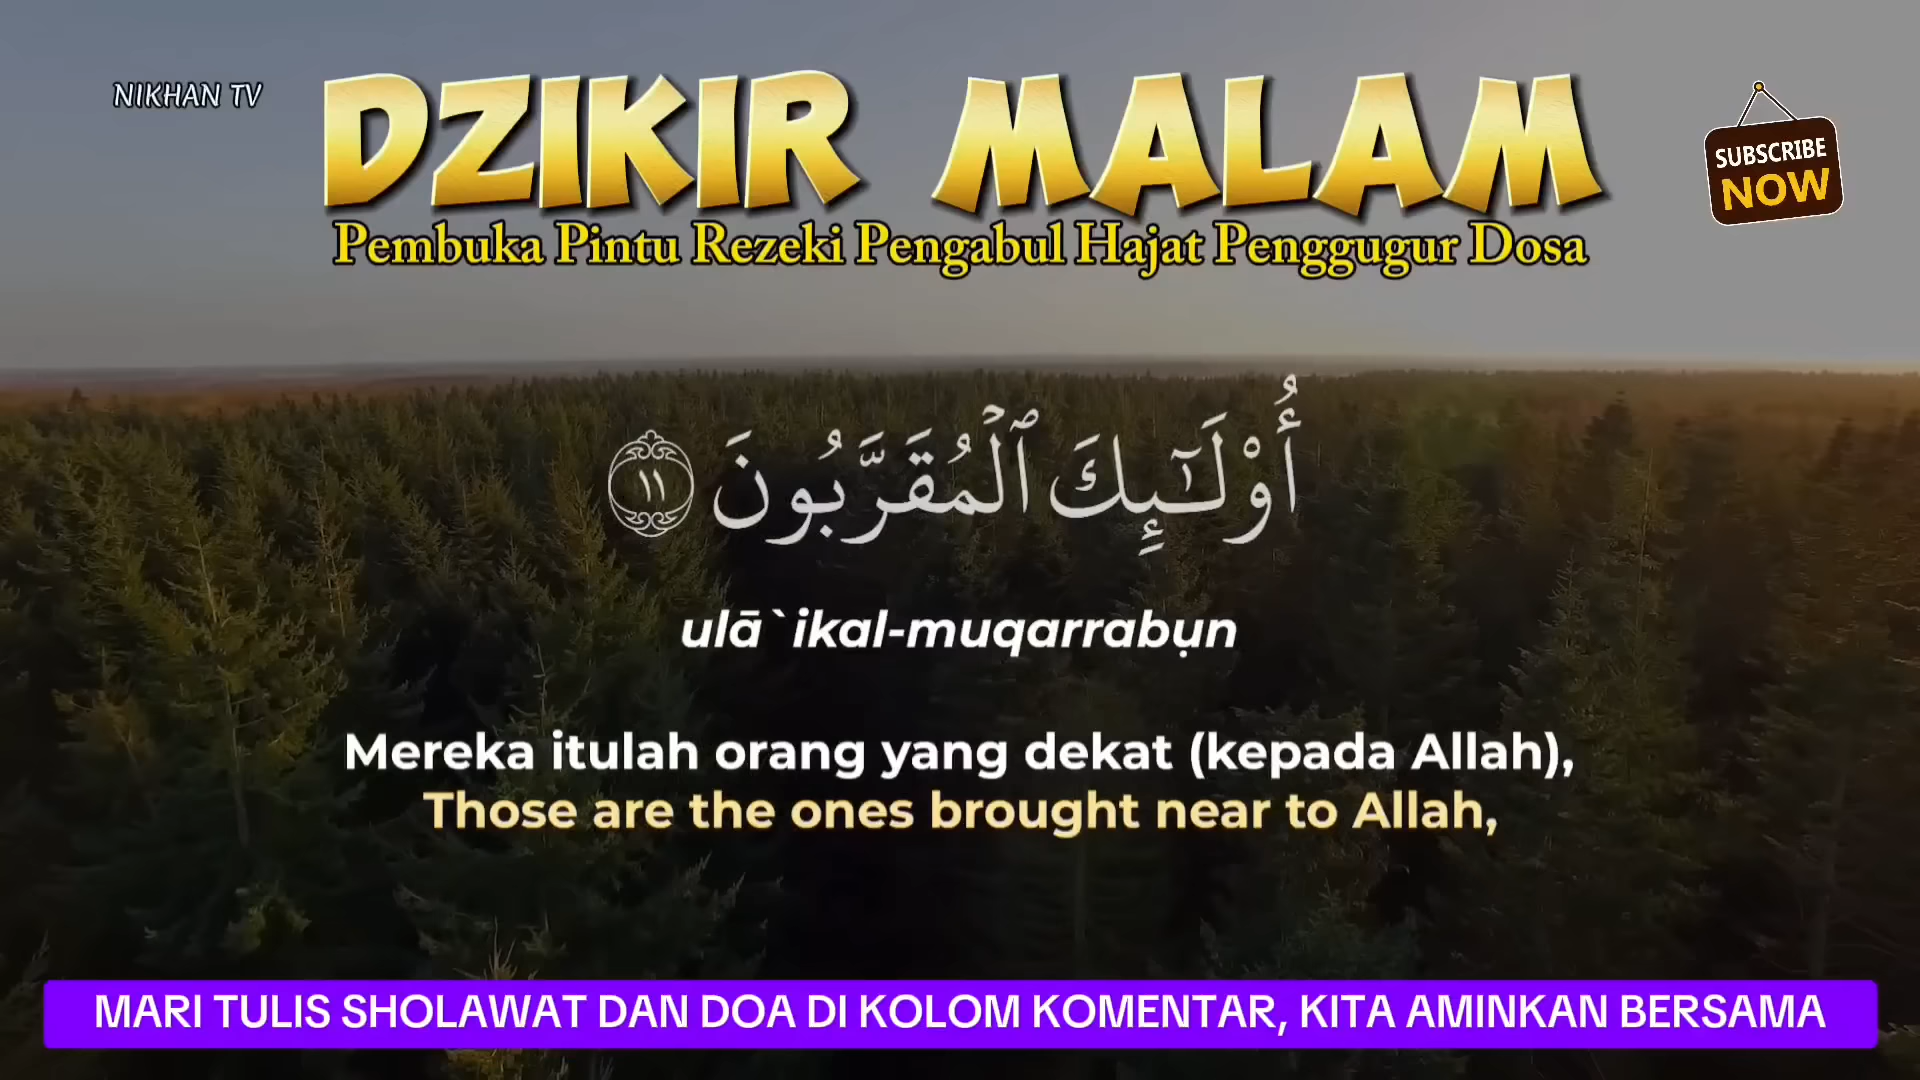 NIKHAN TV
DZIKIR MALAM
SUBSCRIBE
NOW
Pembuka Pintu Rezeki Pengabul Hajat Penggugur Dosa
أُو۟لَـٰٓئِكَ ٱلْمُقَرَّبُونَ ١١
ulā`ikal-muqarrabụn
Mereka itulah orang yang dekat (kepada Allah),
Those are the ones brought near to Allah,
MARI TULIS SHOLAWAT DAN DOA DI KOLOM KOMENTAR, KITA AMINKAN BERSAMA